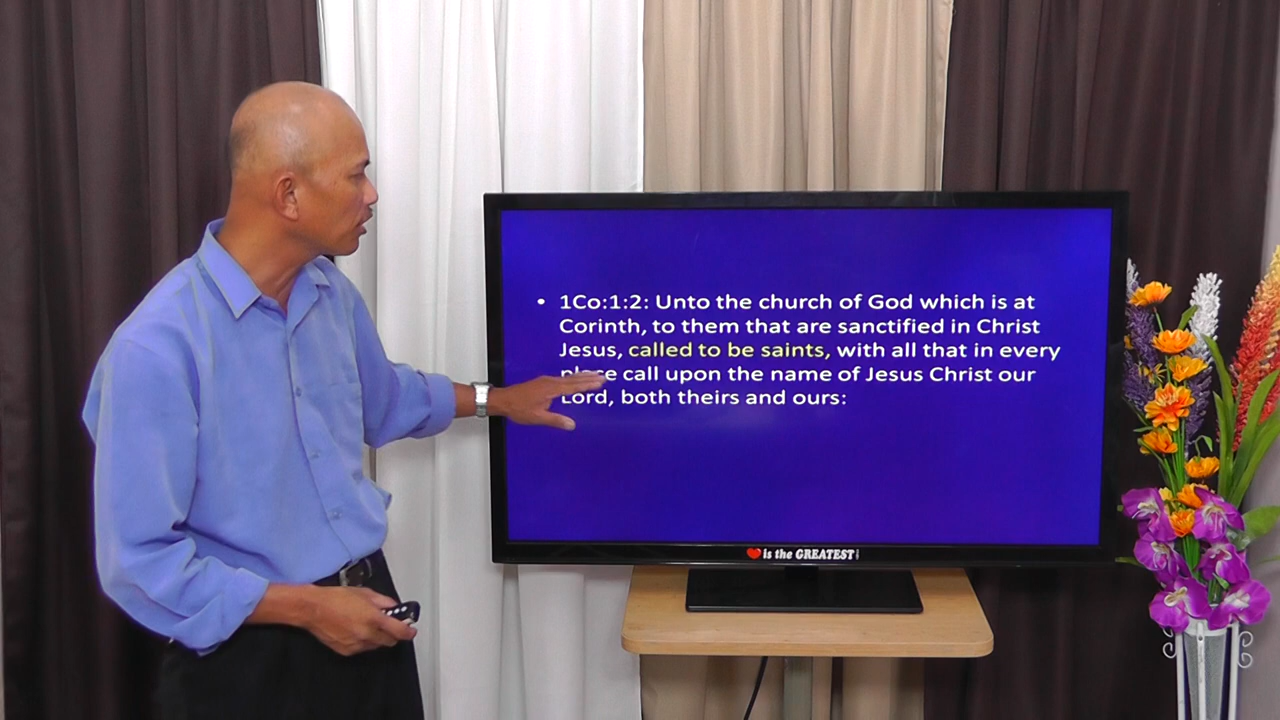 • 1Co:1:2: Unto the church of God which is at
Corinth, to them that are sanctified in Christ
Jesus, called to be saints, with all that in every
place call upon the name of Jesus Christ our
Lord, both theirs and ours:
is the GREATEST!